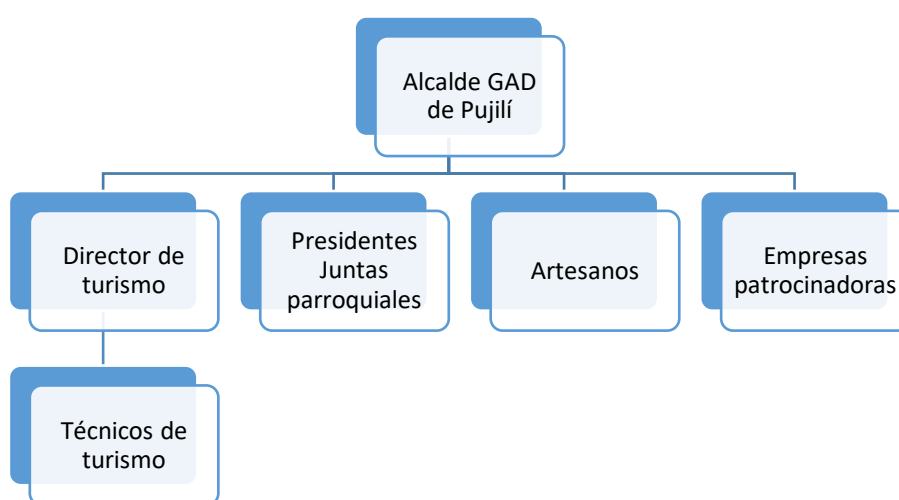 Alcalde GAD
de Pujilí
Director de
turismo
Presidentes
Juntas
parroquiales
Artesanos
Empresas
patrocinadoras
Técnicos de
turismo